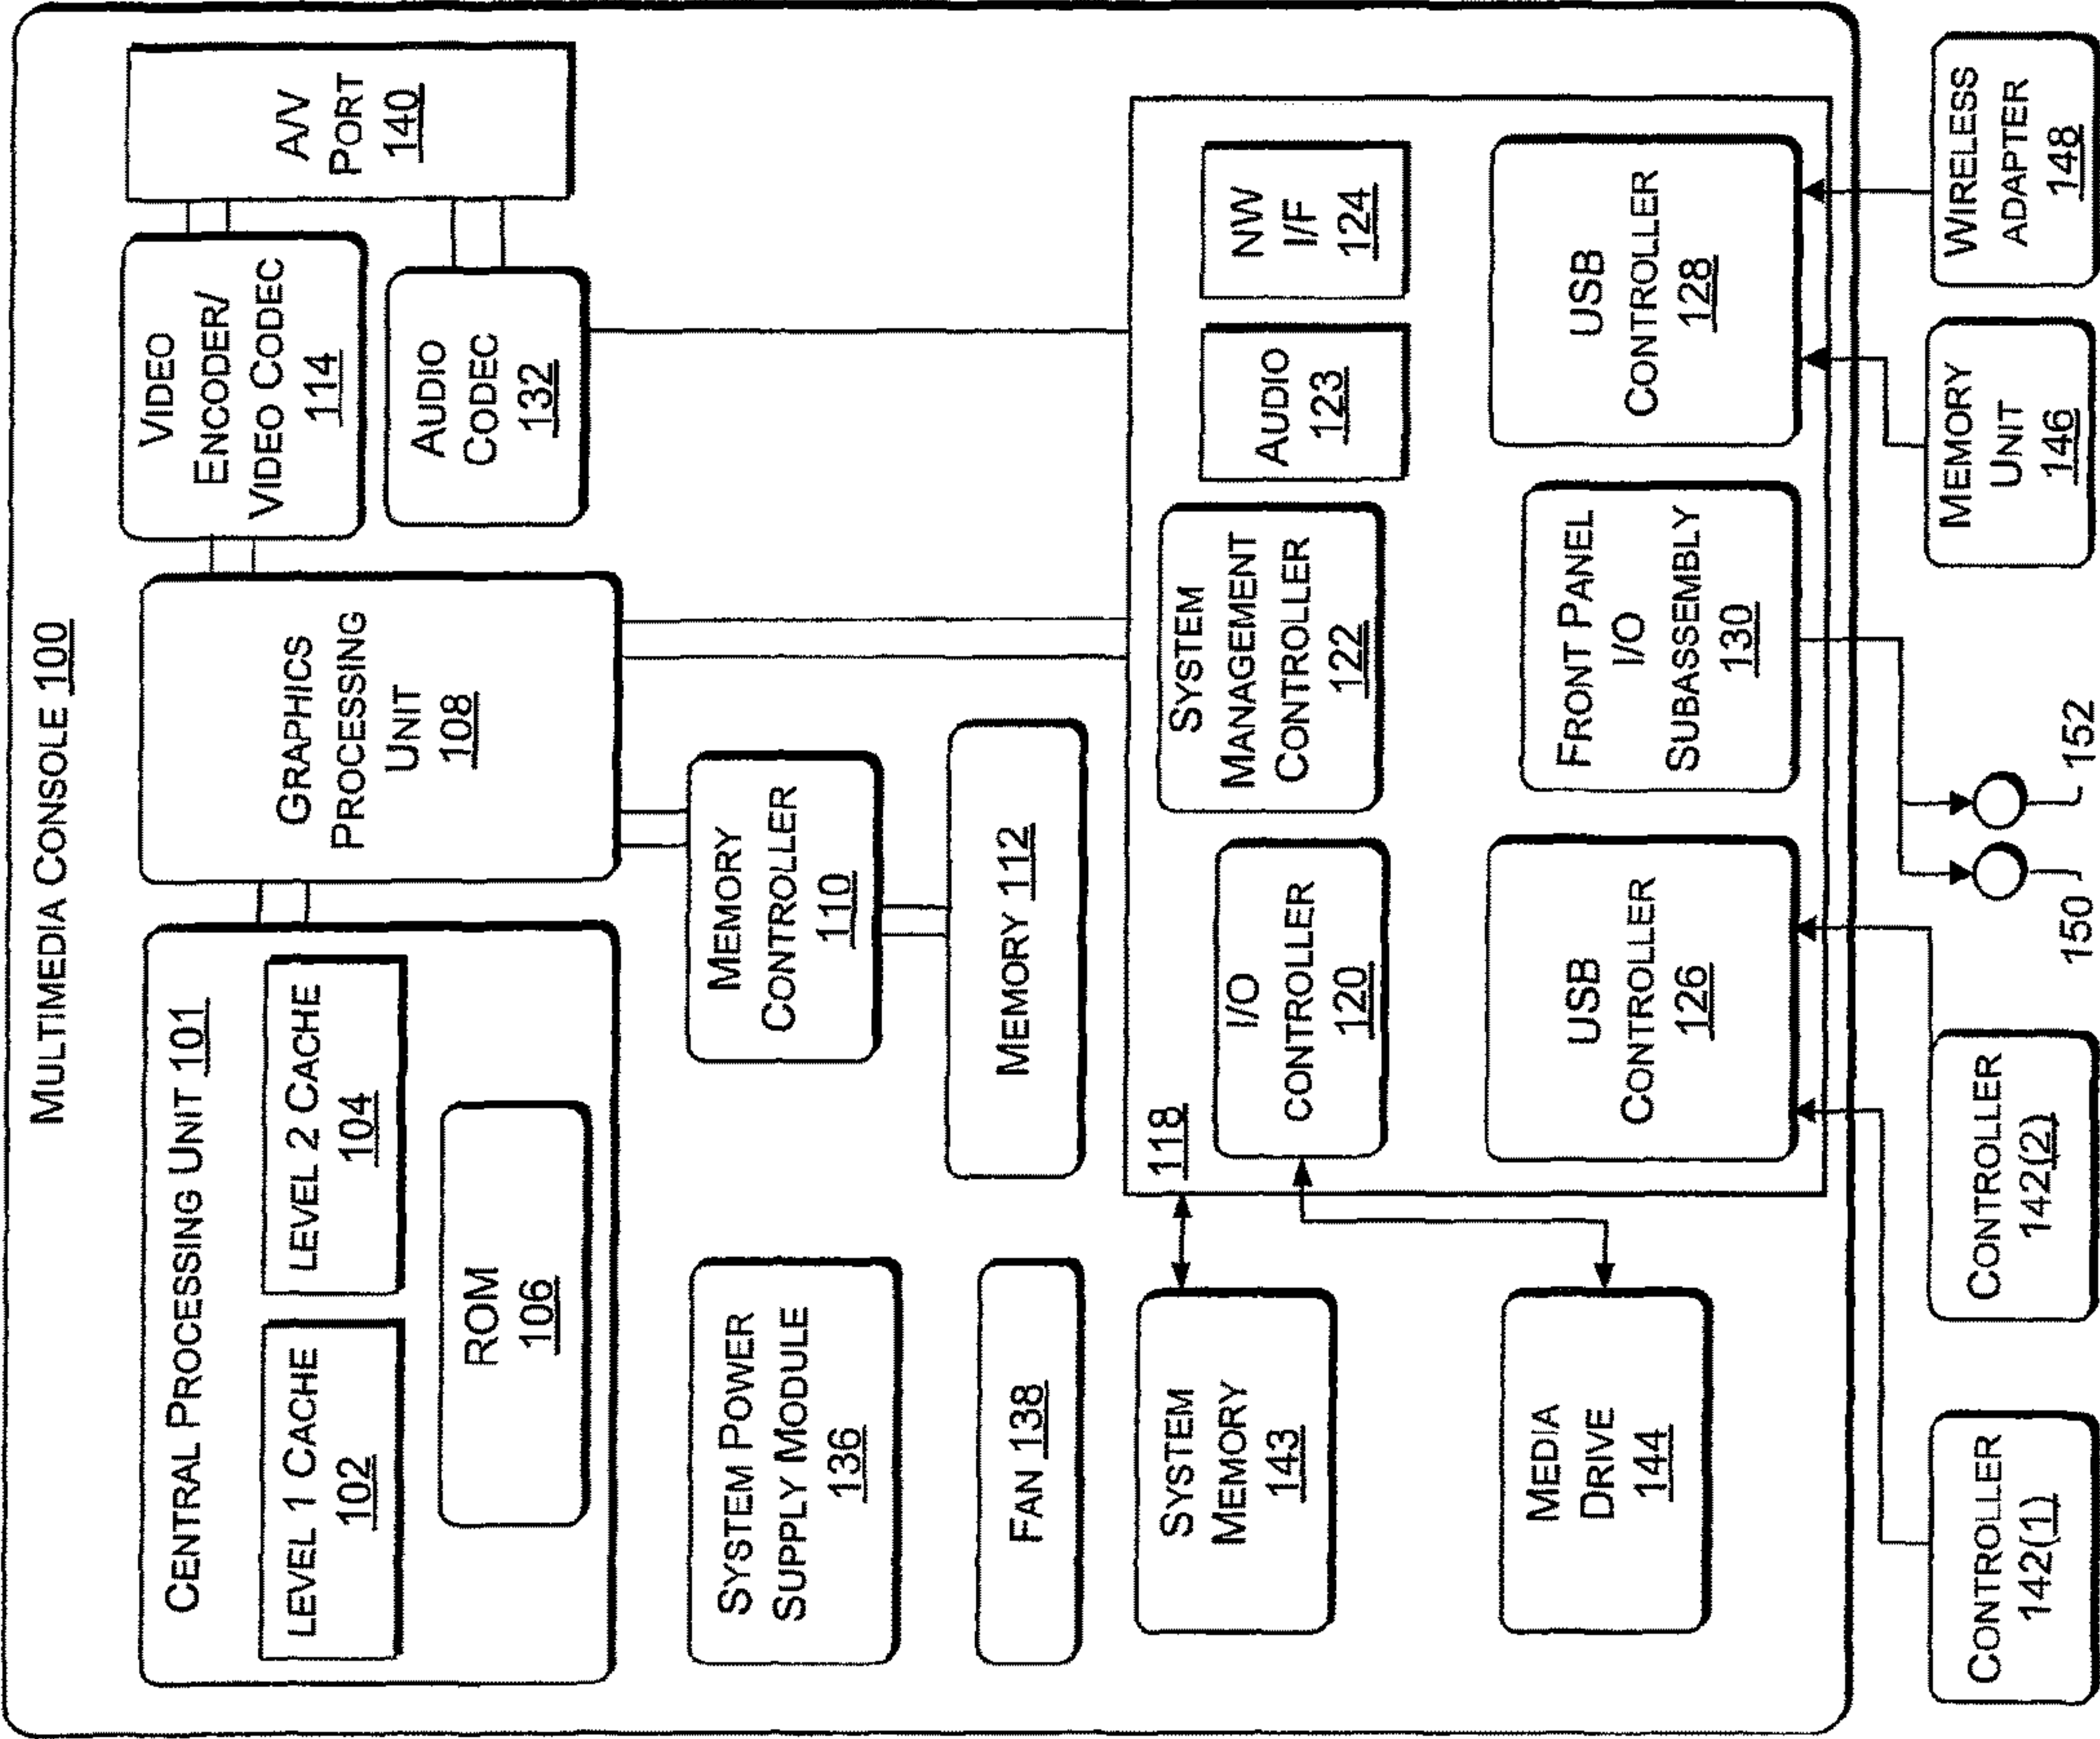 MULTIMEDIA CONSOLE 100
CENTRAL PROCESSING UNIT 101
LEVEL 1 CACHE
102
LEVEL 2 CACHE
104
ROM
106
GRAPHICS
PROCESSING
UNIT
108
VIDEO
ENCODER/
VIDEO CODEC
114
AUDIO
CODEC
132
A/V
PORT
140
SYSTEM POWER
SUPPLY MODULE
136
FAN 138
MEMORY
CONTROLLER
110
MEMORY 112
118
SYSTEM
MEMORY
143
MEDIA
DRIVE
144
I/O
CONTROLLER
120
SYSTEM
MANAGEMENT
CONTROLLER
122
AUDIO
123
NW
I/F
124
USB
CONTROLLER
126
FRONT PANEL
I/O
SUBASSEMBLY
130
USB
CONTROLLER
128
CONTROLLER
142(1)
CONTROLLER
142(2)
150
152
MEMORY
UNIT
146
WIRELESS
ADAPTER
148